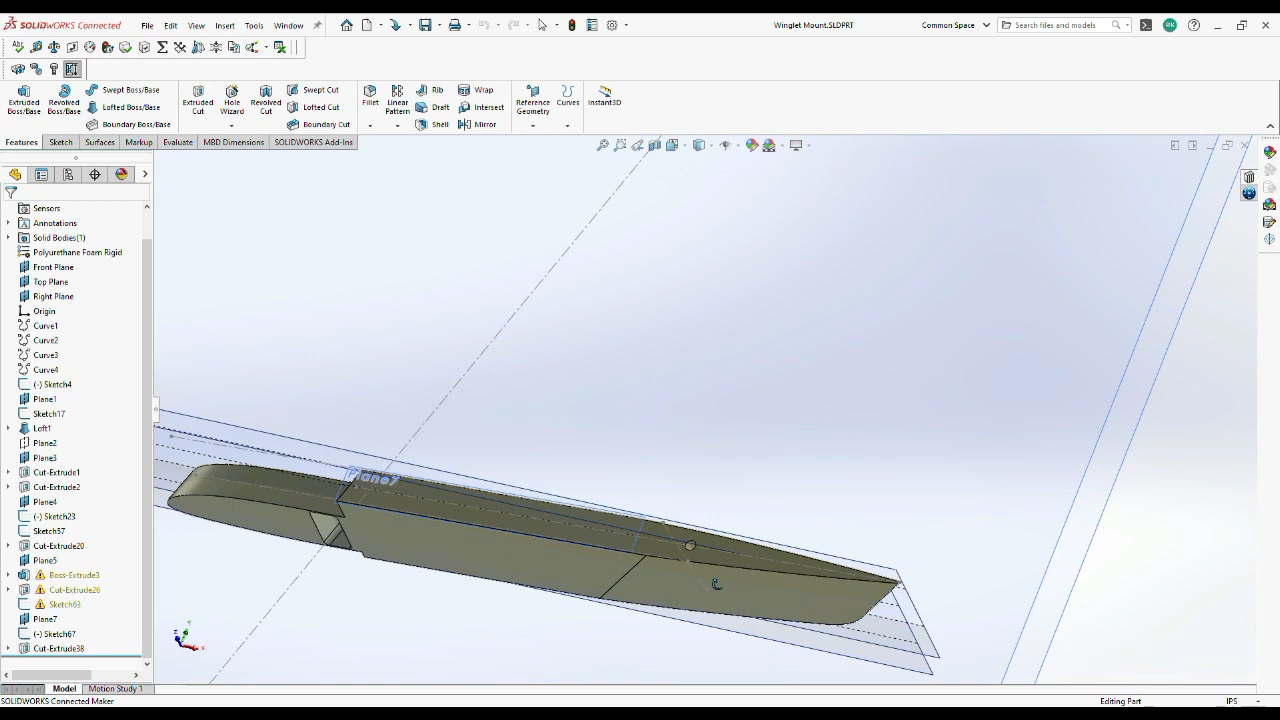 SOLIDWORKS Connected
File Edit View Insert Tools Window
Winglet Mount.SLDPRT
Common Space
Search files and models
RK
Extruded Boss/Base
Revolved Boss/Base
Swept Boss/Base
Lofted Boss/Base
Boundary Boss/Base
Extruded Cut
Hole Wizard
Revolved Cut
Swept Cut
Lofted Cut
Boundary Cut
Fillet
Linear Pattern
Rib
Draft
Shell
Wrap
Intersect
Mirror
Reference Geometry
Curves
Instant3D
Features Sketch Surfaces Markup Evaluate MBD Dimensions SOLIDWORKS Add-Ins
Sensors
Annotations
Solid Bodies(1)
Polyurethane Foam Rigid
Front Plane
Top Plane
Right Plane
Origin
Curve1
Curve2
Curve3
Curve4
(-) Sketch4
Plane1
Sketch17
Loft1
Plane2
Plane3
Cut-Extrude1
Cut-Extrude2
Plane4
(-) Sketch23
Sketch57
Cut-Extrude20
Plane5
Boss-Extrude3
Cut-Extrude26
Sketch63
Plane7
(-) Sketch67
Cut-Extrude38
Plane7
Z Y X
Model Motion Study 1
SOLIDWORKS Connected Maker
Editing Part
IPS